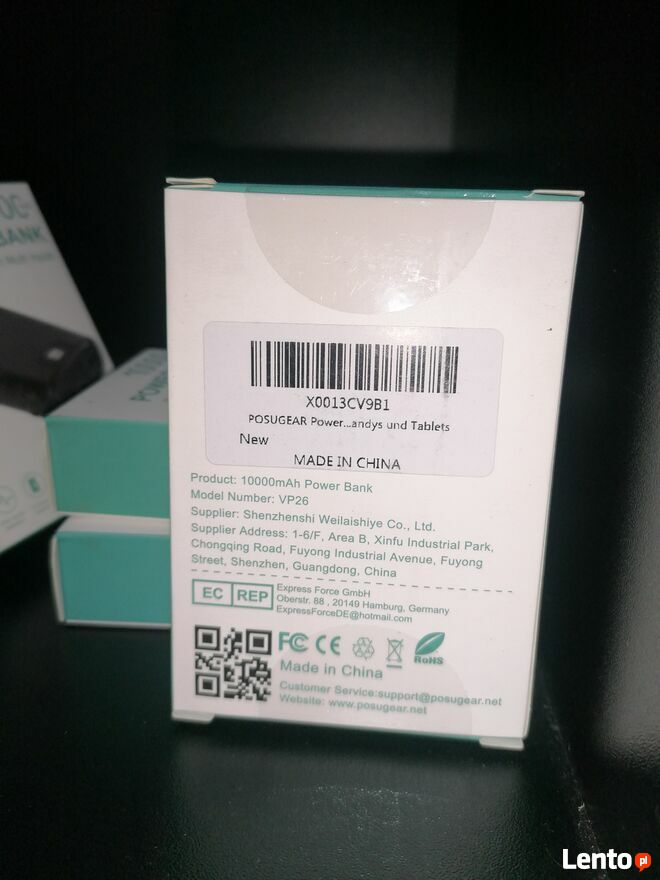 BANK
X0013CV9B1
POSUGEAR Power...andys und Tablets
New
MADE IN CHINA
Product: 10000mAh Power Bank
Model Number: VP26
Supplier: Shenzhenshi Weilaishiye Co., Ltd.
Supplier Address: 1-6/F, Area B, Xinfu Industrial Park,
Chongqing Road, Fuyong Industrial Avenue, Fuyong
Street, Shenzhen, Guangdong, China
EC REP
Express Force GmbH
Oberstr. 88 , 20149 Hamburg, Germany
ExpressForceDE@hotmail.com
FC CE RoHS
Made in China
Customer Service:support@posugear.net
Website: www.posugear.net
Lento pl